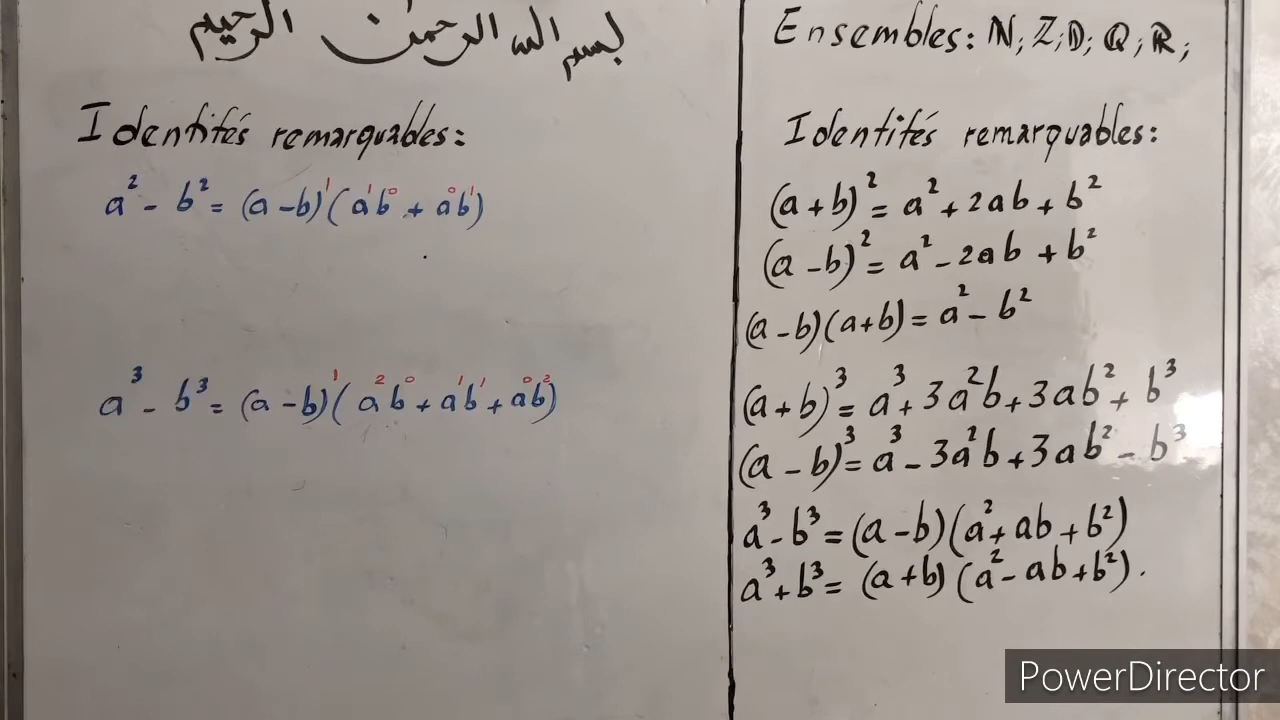 بسم الله الرحمن الرحيم
Identités remarquables:
a² - b² = (a - b)¹(a¹b⁰ + a⁰b¹)
a³ - b³ = (a - b)¹(a²b⁰ + a¹b¹ + a⁰b²)
Ensembles: ℕ; ℤ; 𝔻; ℚ; ℝ;
Identités remarquables:
(a + b)² = a² + 2ab + b²
(a - b)² = a² - 2ab + b²
(a - b)(a + b) = a² - b²
(a + b)³ = a³ + 3a²b + 3ab² + b³
(a - b)³ = a³ - 3a²b + 3ab² - b³
a³ - b³ = (a - b)(a² + ab + b²)
a³ + b³ = (a + b)(a² - ab + b²).
PowerDirector